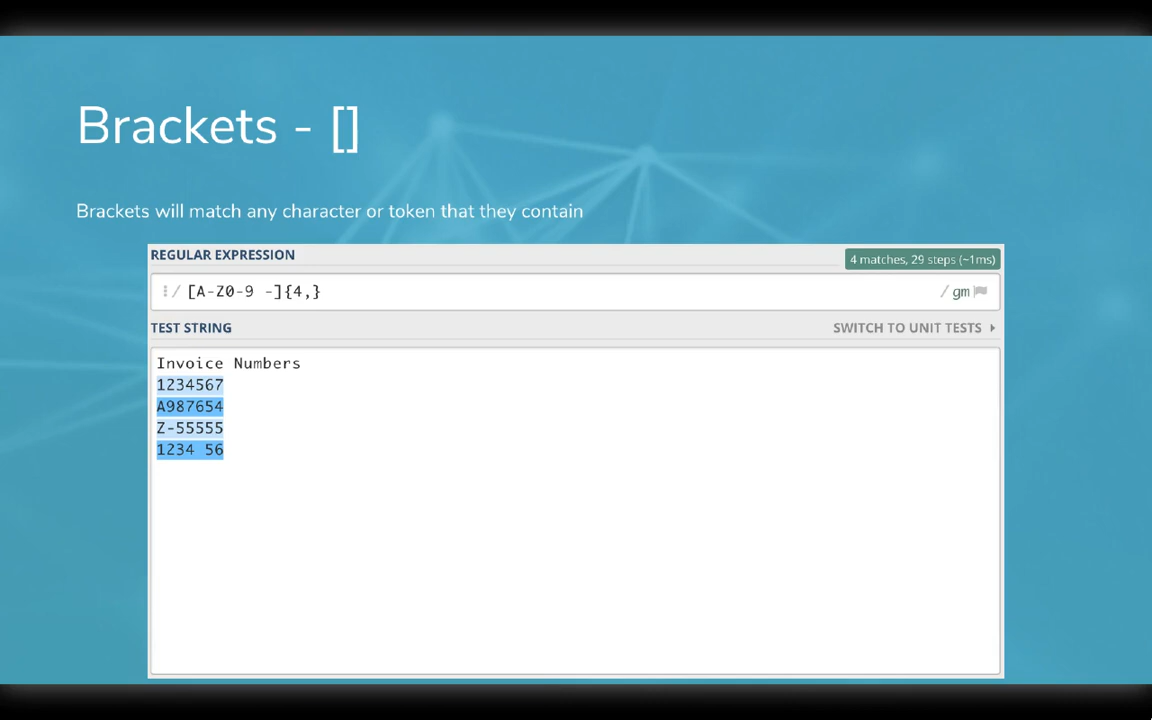 Brackets - []
Brackets will match any character or token that they contain
REGULAR EXPRESSION
4 matches, 29 steps (~1ms)
/ [A-Z0-9 -]{4,}
/ gm
TEST STRING
SWITCH TO UNIT TESTS
Invoice Numbers
1234567
A987654
Z-55555
1234 56